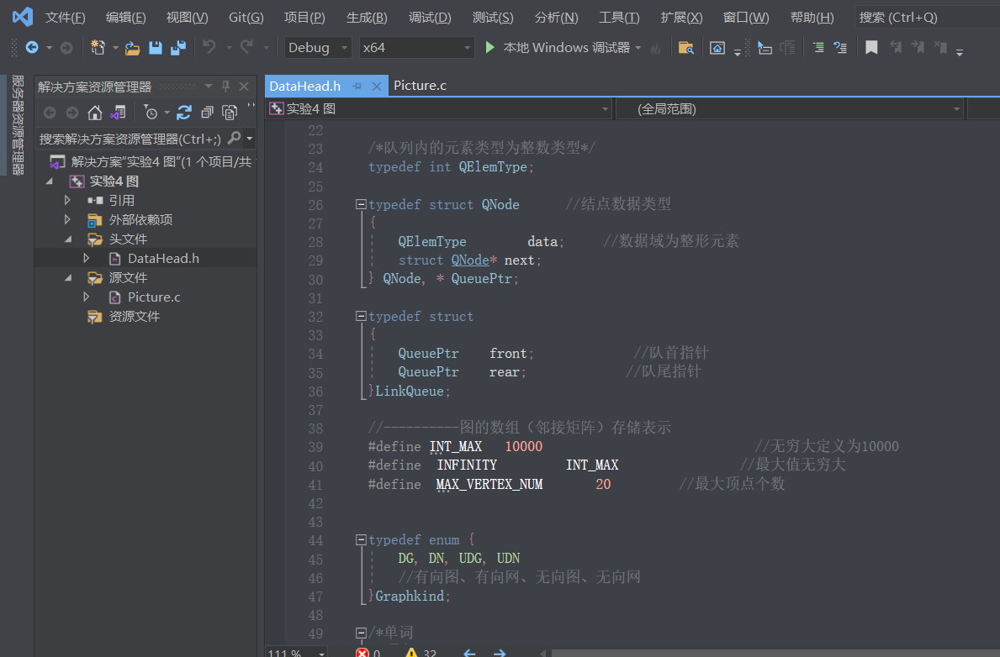 文件(F) 编辑(E) 视图(V) Git(G) 项目(P) 生成(B) 调试(D) 测试(S) 分析(N) 工具(T) 扩展(X) 窗口(W) 帮助(H) 搜索 (Ctrl+Q)
Debug x64 本地 Windows 调试器
服务器资源管理器
解决方案资源管理器
搜索解决方案资源管理器(Ctrl+;)
解决方案"实验4 图"(1 个项目/共
实验4 图
引用
外部依赖项
头文件
DataHead.h
源文件
Picture.c
资源文件
DataHead.h Picture.c
实验4 图 (全局范围)
22
23 /*队列内的元素类型为整数类型*/
24 typedef int QElemType;
25
26 typedef struct QNode //结点数据类型
27 {
28 QElemType data; //数据域为整形元素
29 struct QNode* next;
30 } QNode, * QueuePtr;
31
32 typedef struct
33 {
34 QueuePtr front; //队首指针
35 QueuePtr rear; //队尾指针
36 }LinkQueue;
37
38 //----------图的数组（邻接矩阵）存储表示
39 #define INT_MAX 10000 //无穷大定义为10000
40 #define INFINITY INT_MAX //最大值无穷大
41 #define MAX_VERTEX_NUM 20 //最大顶点个数
42
43
44 typedef enum {
45 DG, DN, UDG, UDN
46 //有向图、有向网、无向图、无向网
47 }Graphkind;
48
49 /*单词
111 % 0 32